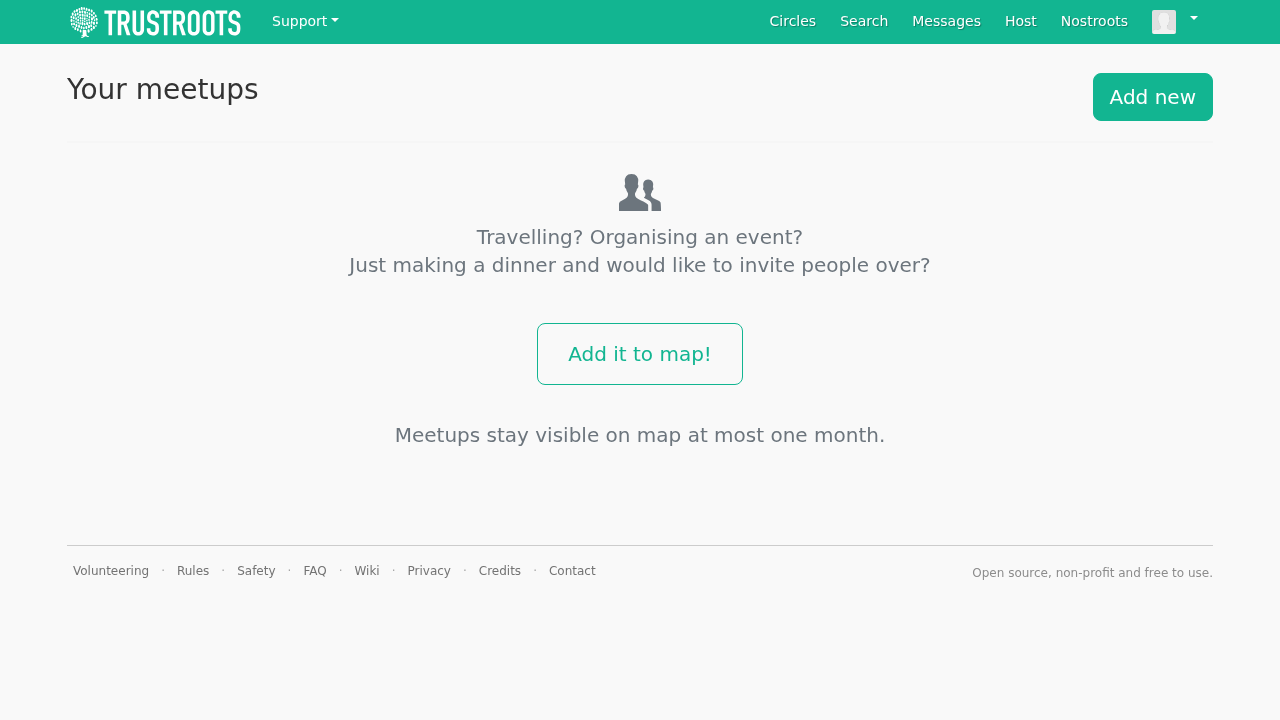 TRUSTROOTS
Support
Circles
Search
Messages
Host
Nostroots
Your meetups
Add new
Travelling? Organising an event?
Just making a dinner and would like to invite people over?
Add it to map!
Meetups stay visible on map at most one month.
Volunteering · Rules · Safety · FAQ · Wiki · Privacy · Credits · Contact
Open source, non-profit and free to use.